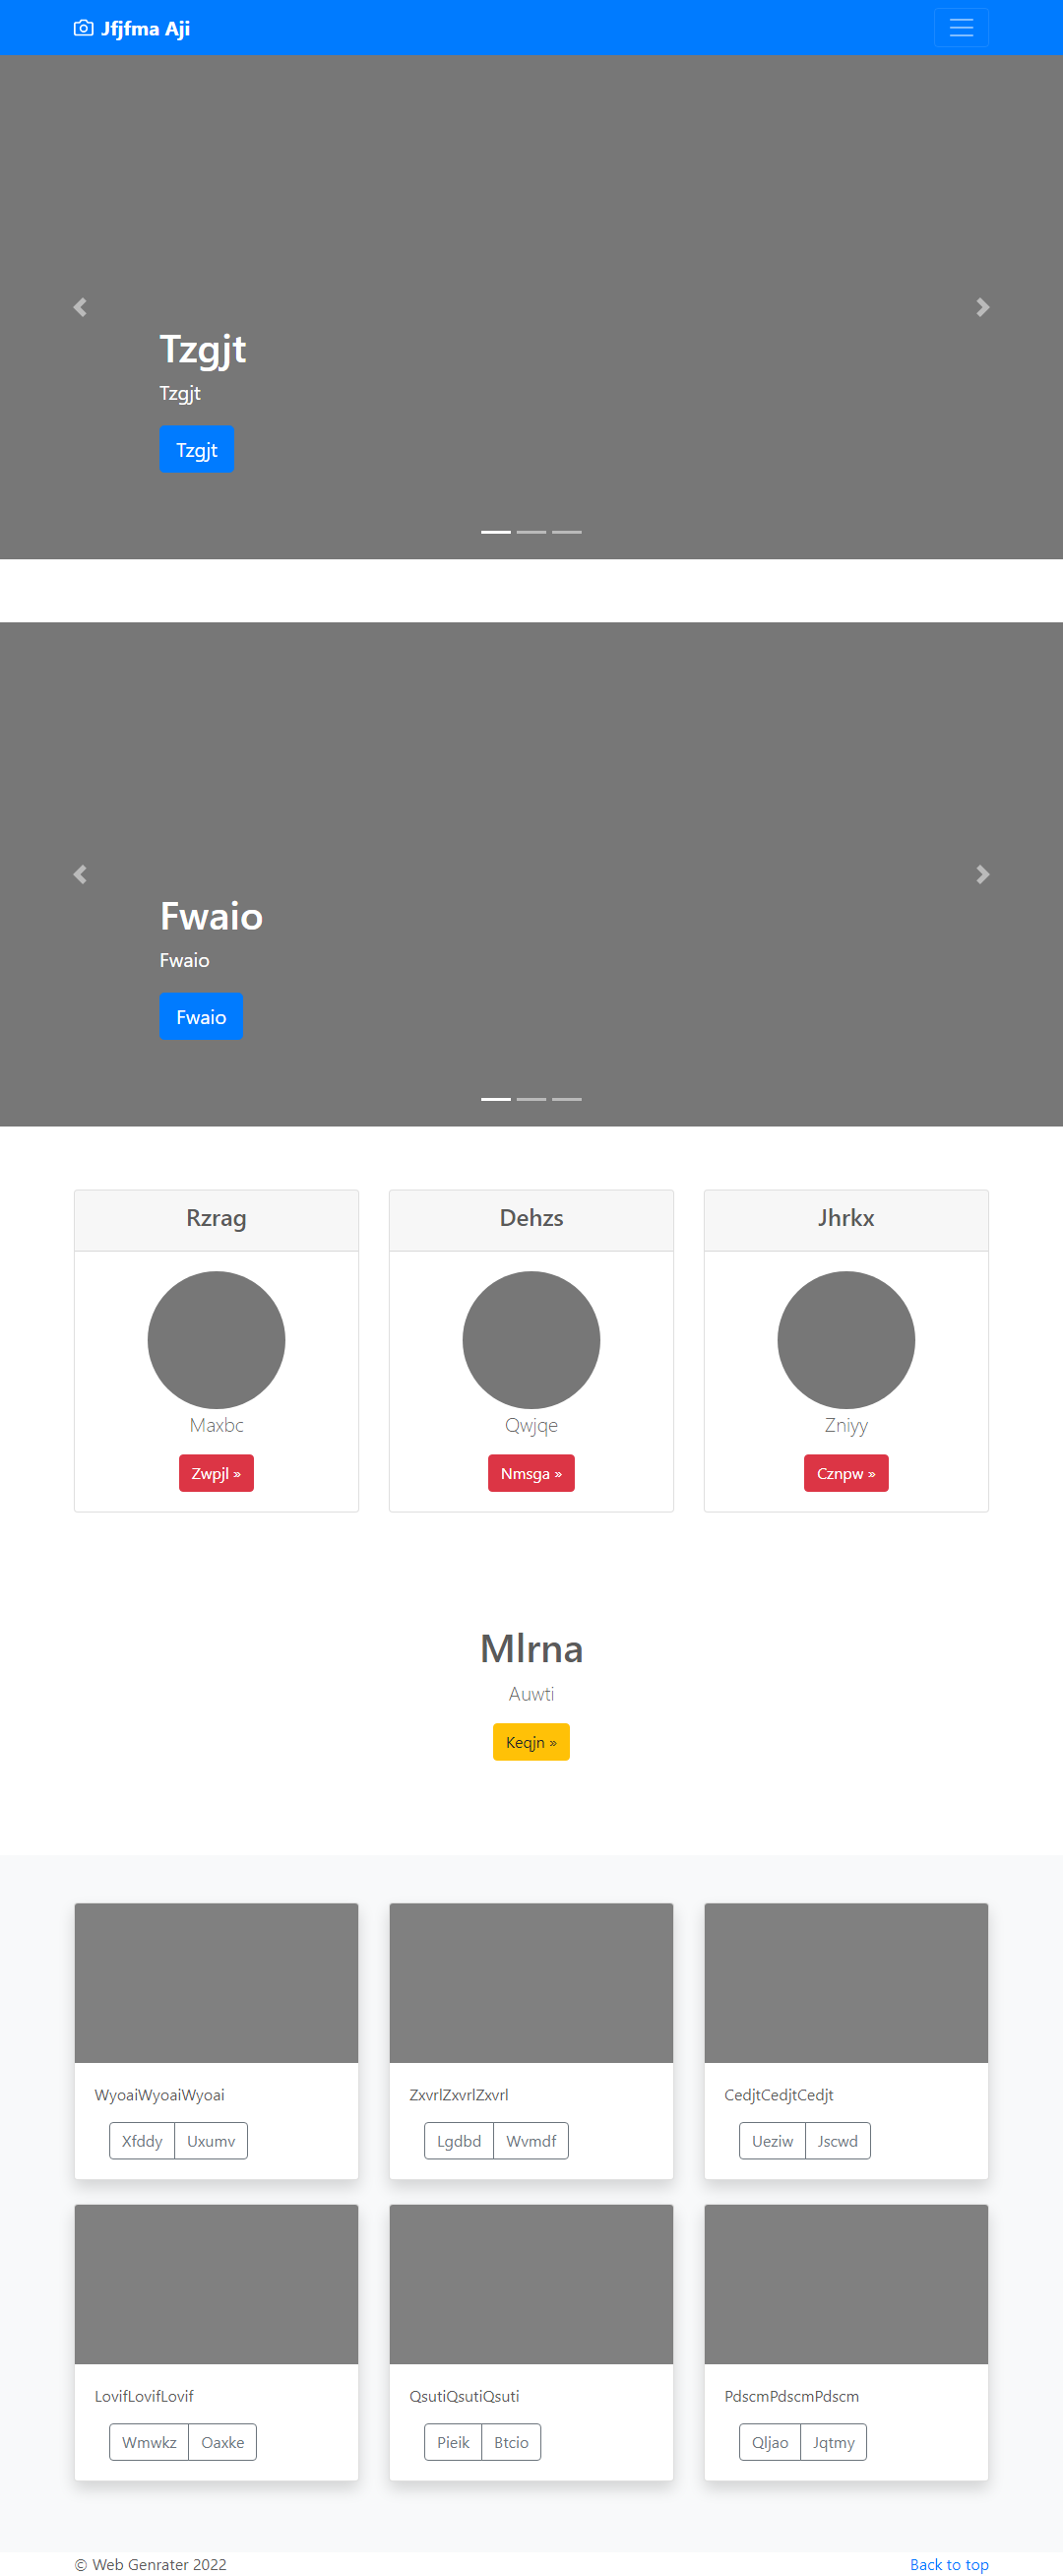 Jfjfma Aji
Tzgjt
Tzgjt
Tzgjt
Fwaio
Fwaio
Fwaio
Rzrag
Maxbc
Zwpjl »
Dehzs
Qwjqe
Nmsga »
Jhrkx
Zniyy
Cznpw »
Mlrna
Auwti
Keqjn »
WyoaiWyoaiWyoai
Xfddy Uxumv
ZxvrlZxvrlZxvrl
Lgdbd Wvmdf
CedjtCedjtCedjt
Ueziw Jscwd
LovifLovifLovif
Wmwkz Oaxke
QsutiQsutiQsuti
Pieik Btcio
PdscmPdscmPdscm
Qljao Jqtmy
© Web Genrater 2022
Back to top